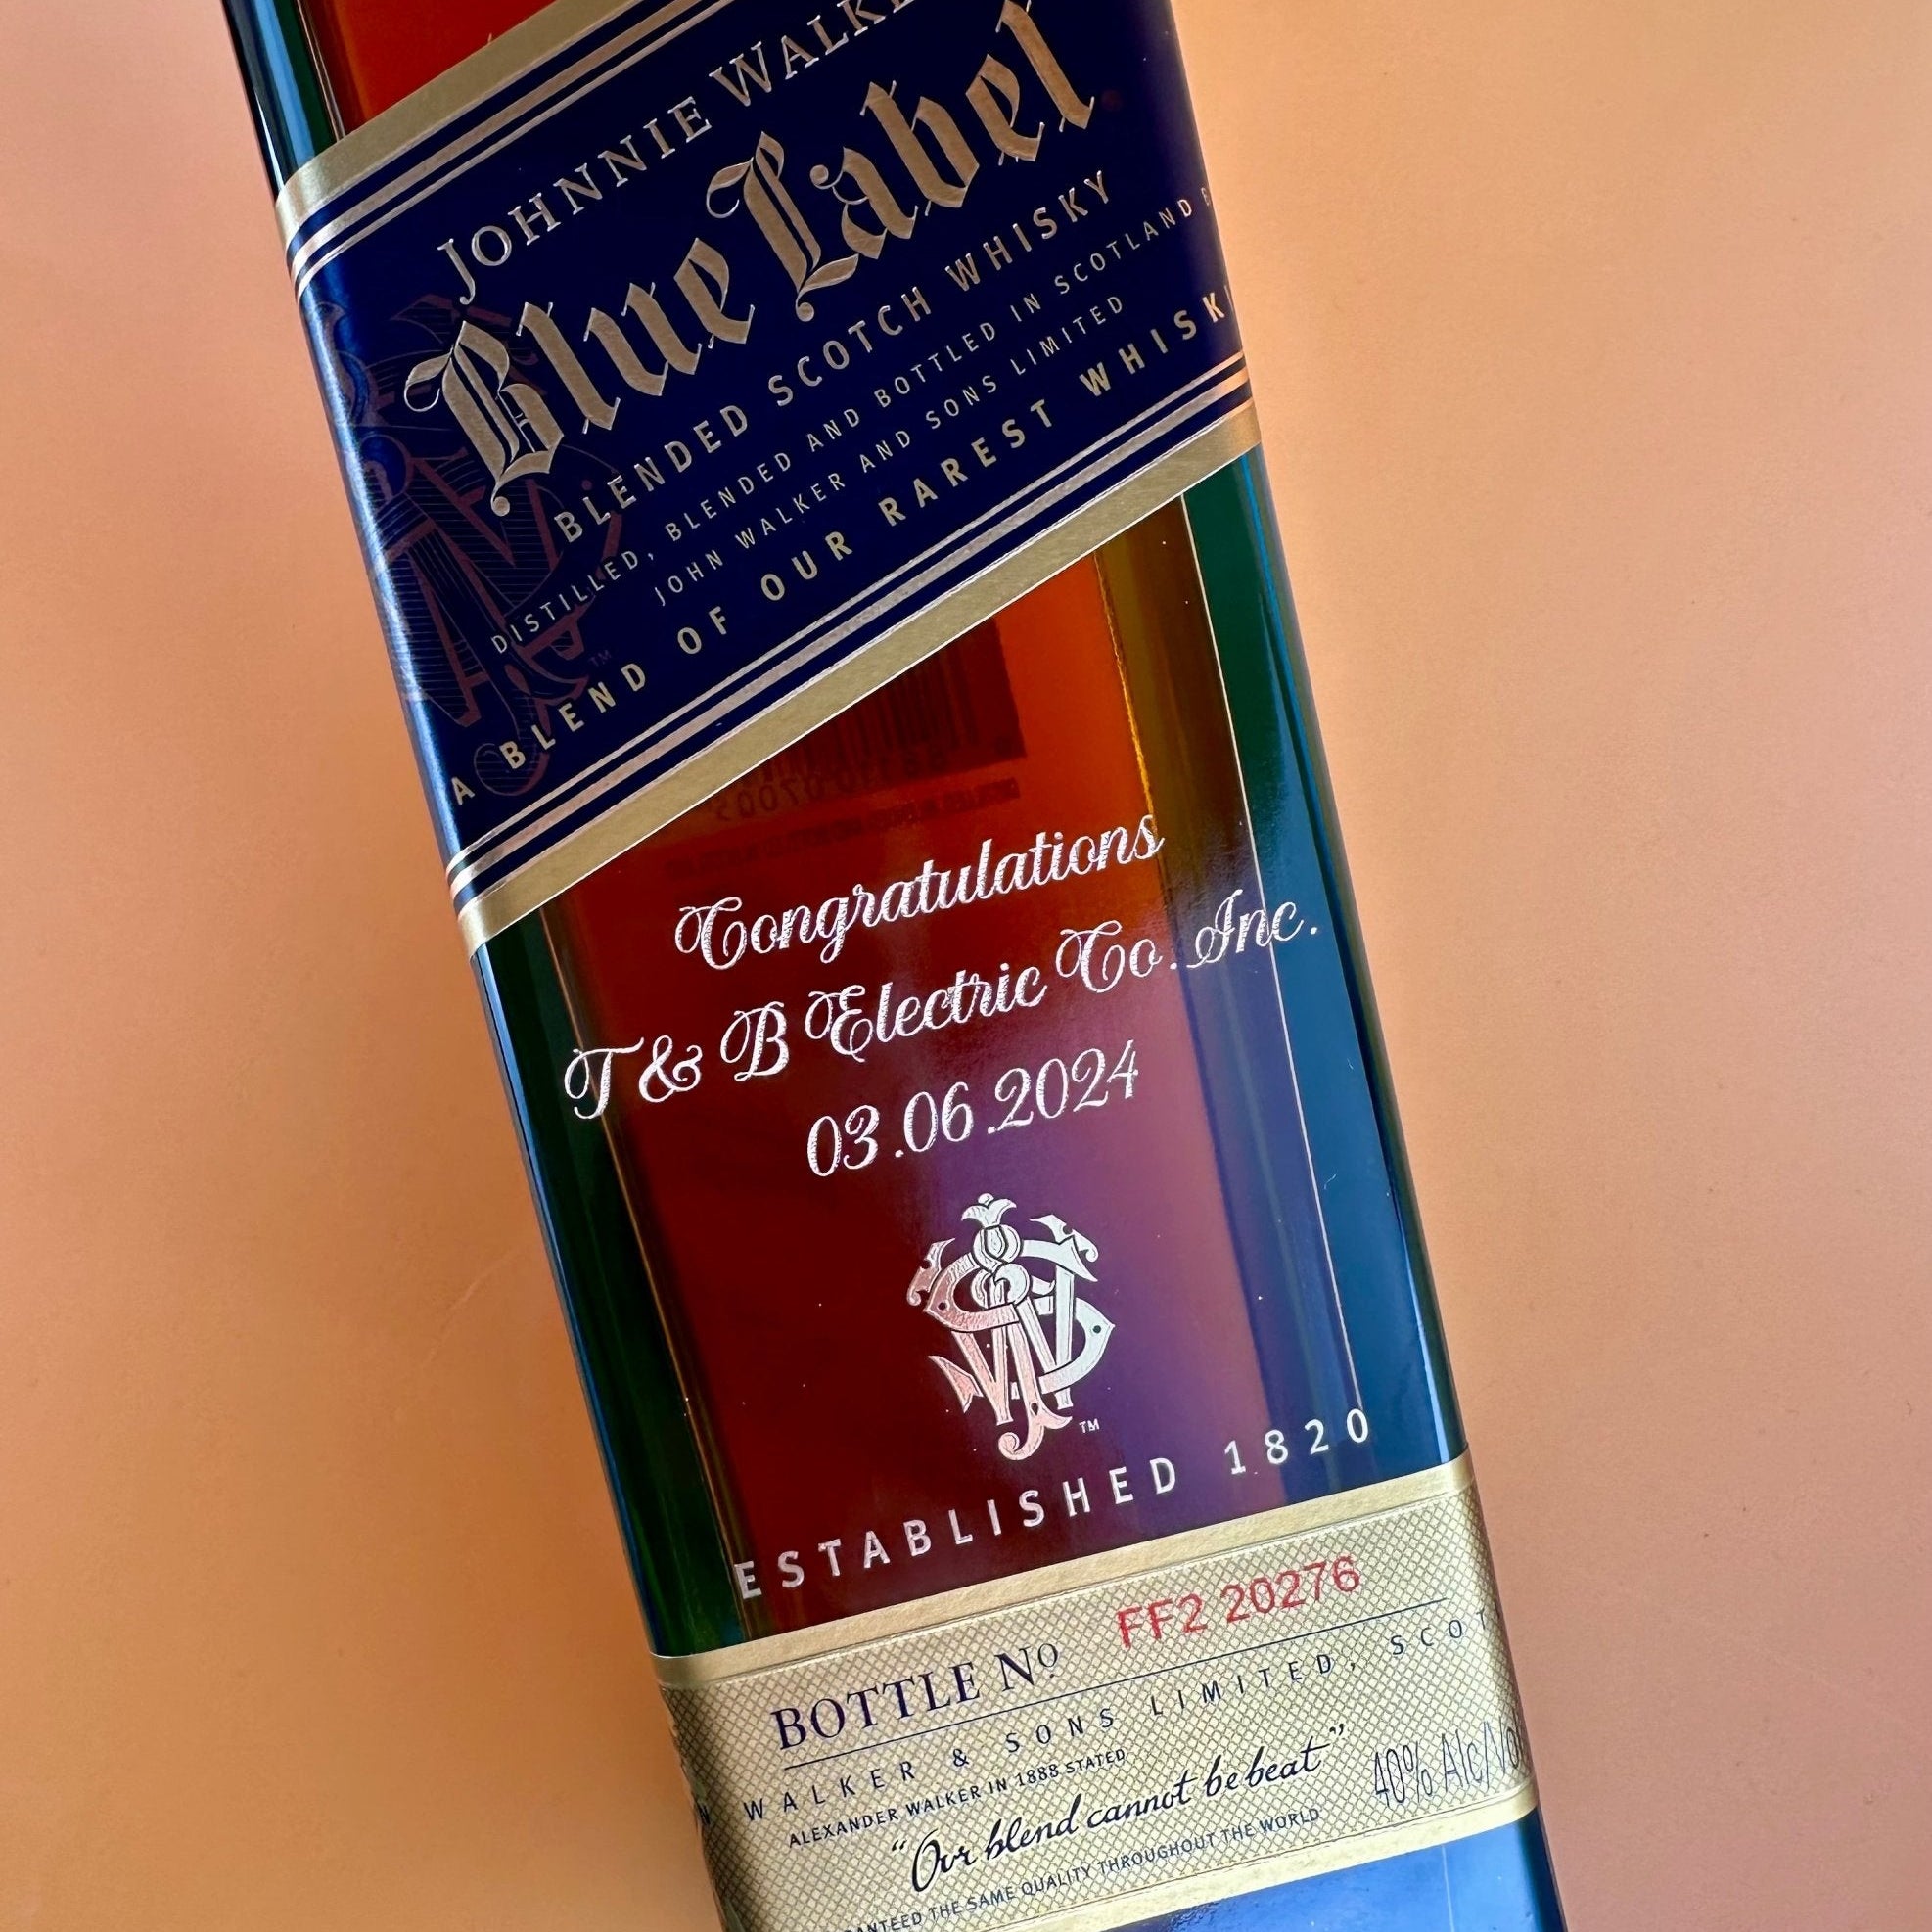 JOHNNIE WALKE
Blue Label
BLENDED SCOTCH WHISKY
DISTILLED, BLENDED AND BOTTLED IN SCOTLAND
JOHN WALKER AND SONS LIMITED
A BLEND OF OUR RAREST WHISK
TM
Congratulations
T & B Electric Co. Inc.
03.06.2024
TM
ESTABLISHED 1820
BOTTLE No FF2 20276
N WALKER & SONS LIMITED, SCOT
ALEXANDER WALKER IN 1888 STATED
“Our blend cannot be beat” 40% Alc/Vo
RANTEED THE SAME QUALITY THROUGHOUT THE WORLD